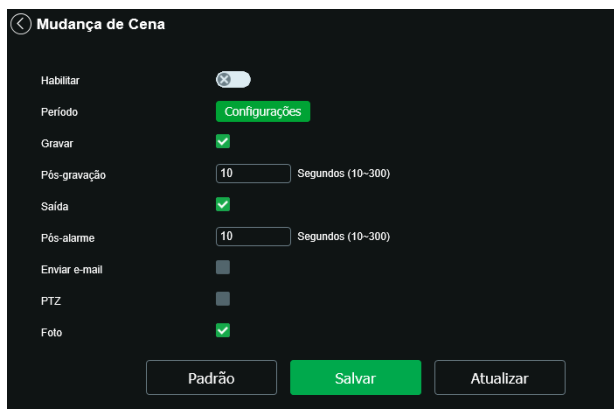 Mudança de Cena
Habilitar
Período Configurações
Gravar
Pós-gravação 10 Segundos (10~300)
Saída
Pós-alarme 10 Segundos (10~300)
Enviar e-mail
PTZ
Foto
Padrão Salvar Atualizar